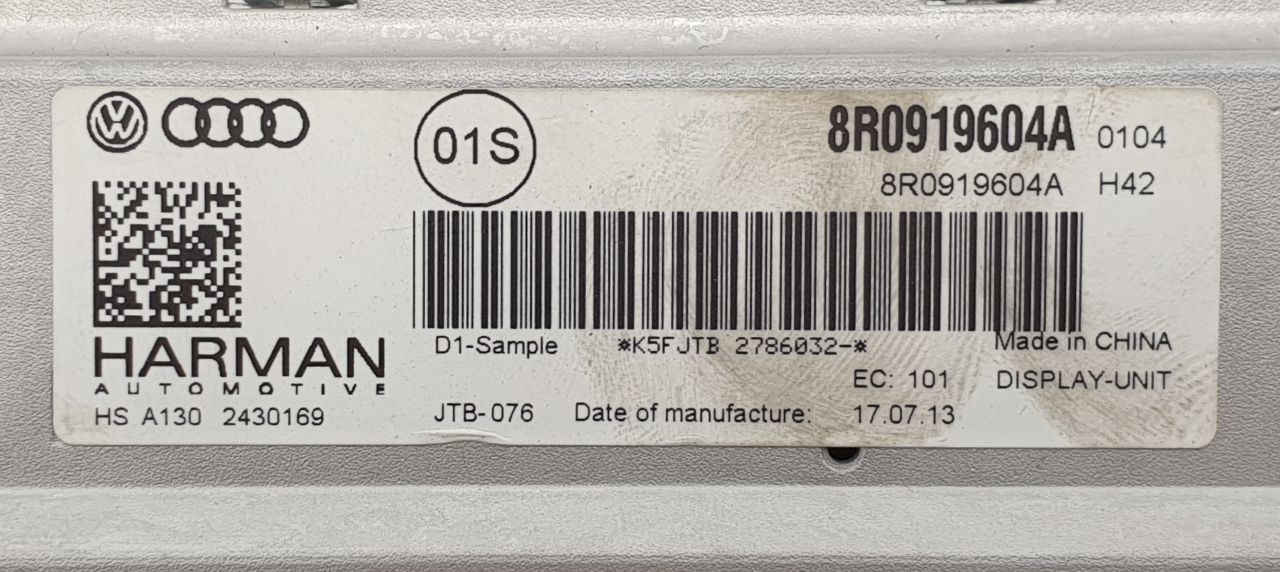 01S
8R0919604A 0104
8R0919604A H42
HARMAN
AUTOMOTIVE
D1-Sample *K5FJTB 2786032-* Made in CHINA
EC: 101 DISPLAY-UNIT
HS A130 2430169 JTB-076 Date of manufacture: 17.07.13